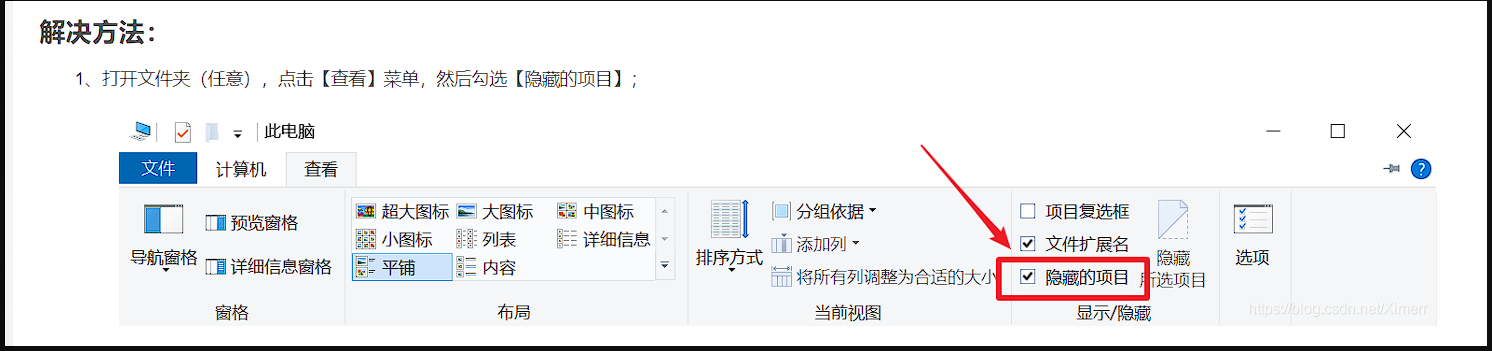 解决方法：
1、打开文件夹（任意），点击【查看】菜单，然后勾选【隐藏的项目】；
此电脑
文件 计算机 查看
导航窗格
预览窗格
详细信息窗格
窗格
超大图标 大图标 中图标
小图标 列表 详细信息
平铺 内容
布局
排序方式
分组依据
添加列
将所有列调整为合适的大小
当前视图
项目复选框
文件扩展名
隐藏的项目
隐藏
所选项目
显示/隐藏
选项
https://blog.csdn.net/Ximerr